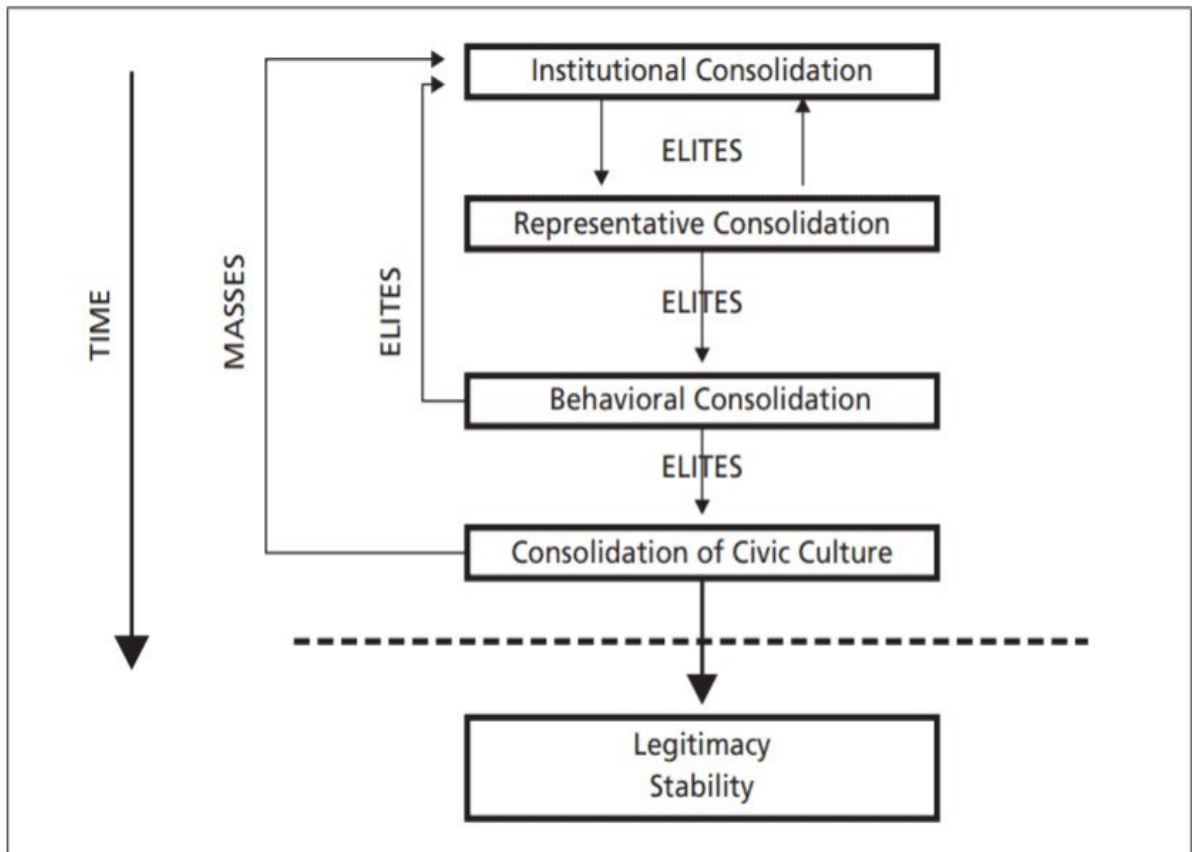 Institutional Consolidation
ELITES
Representative Consolidation
ELITES
Behavioral Consolidation
ELITES
Consolidation of Civic Culture
Legitimacy
Stability
TIME
MASSES
ELITES